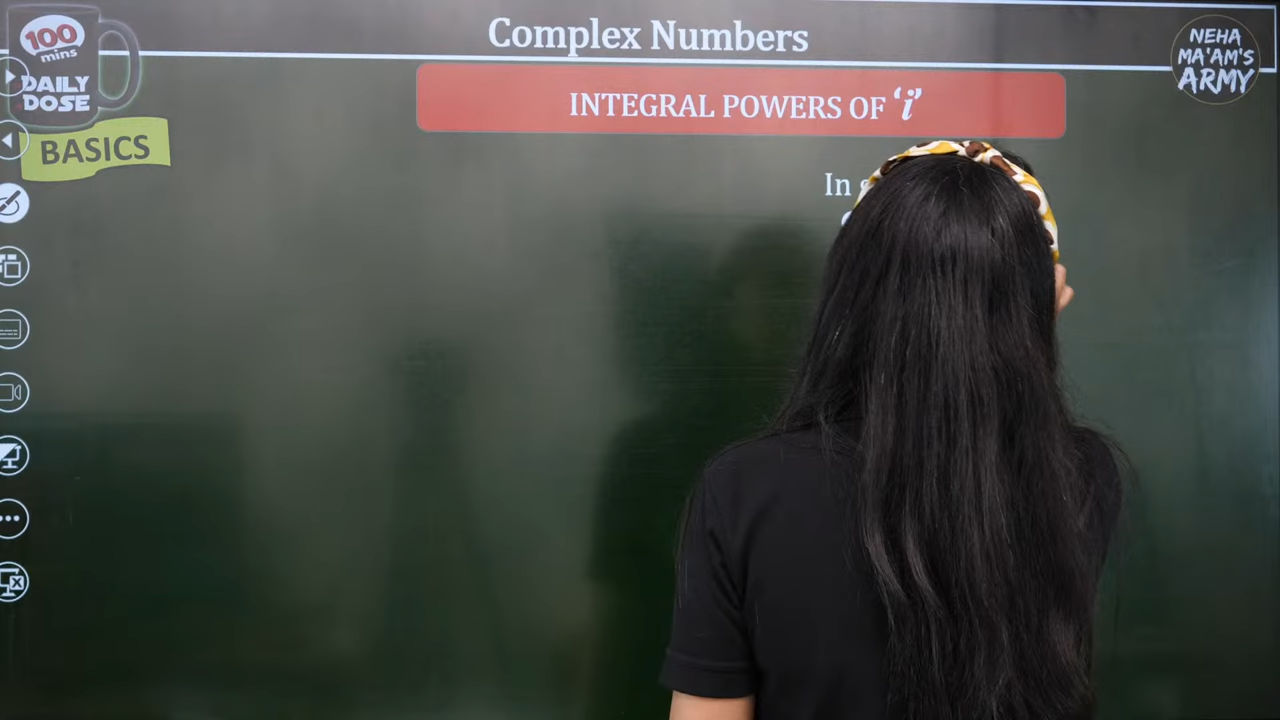 Complex Numbers
100
mins
DAILY
DOSE
NEHA
MA'AM'S
ARMY
INTEGRAL POWERS OF 'i'
BASICS
In